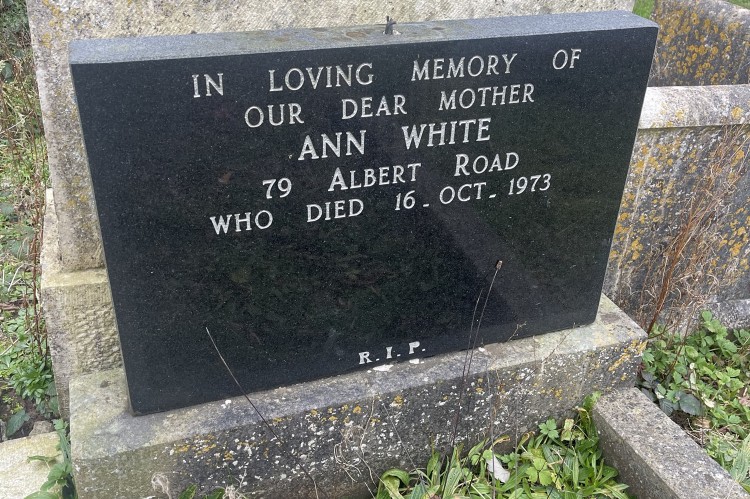 IN LOVING MEMORY OF
OUR DEAR MOTHER
ANN WHITE
79 ALBERT ROAD
WHO DIED 16-OCT-1973
R.I.P.